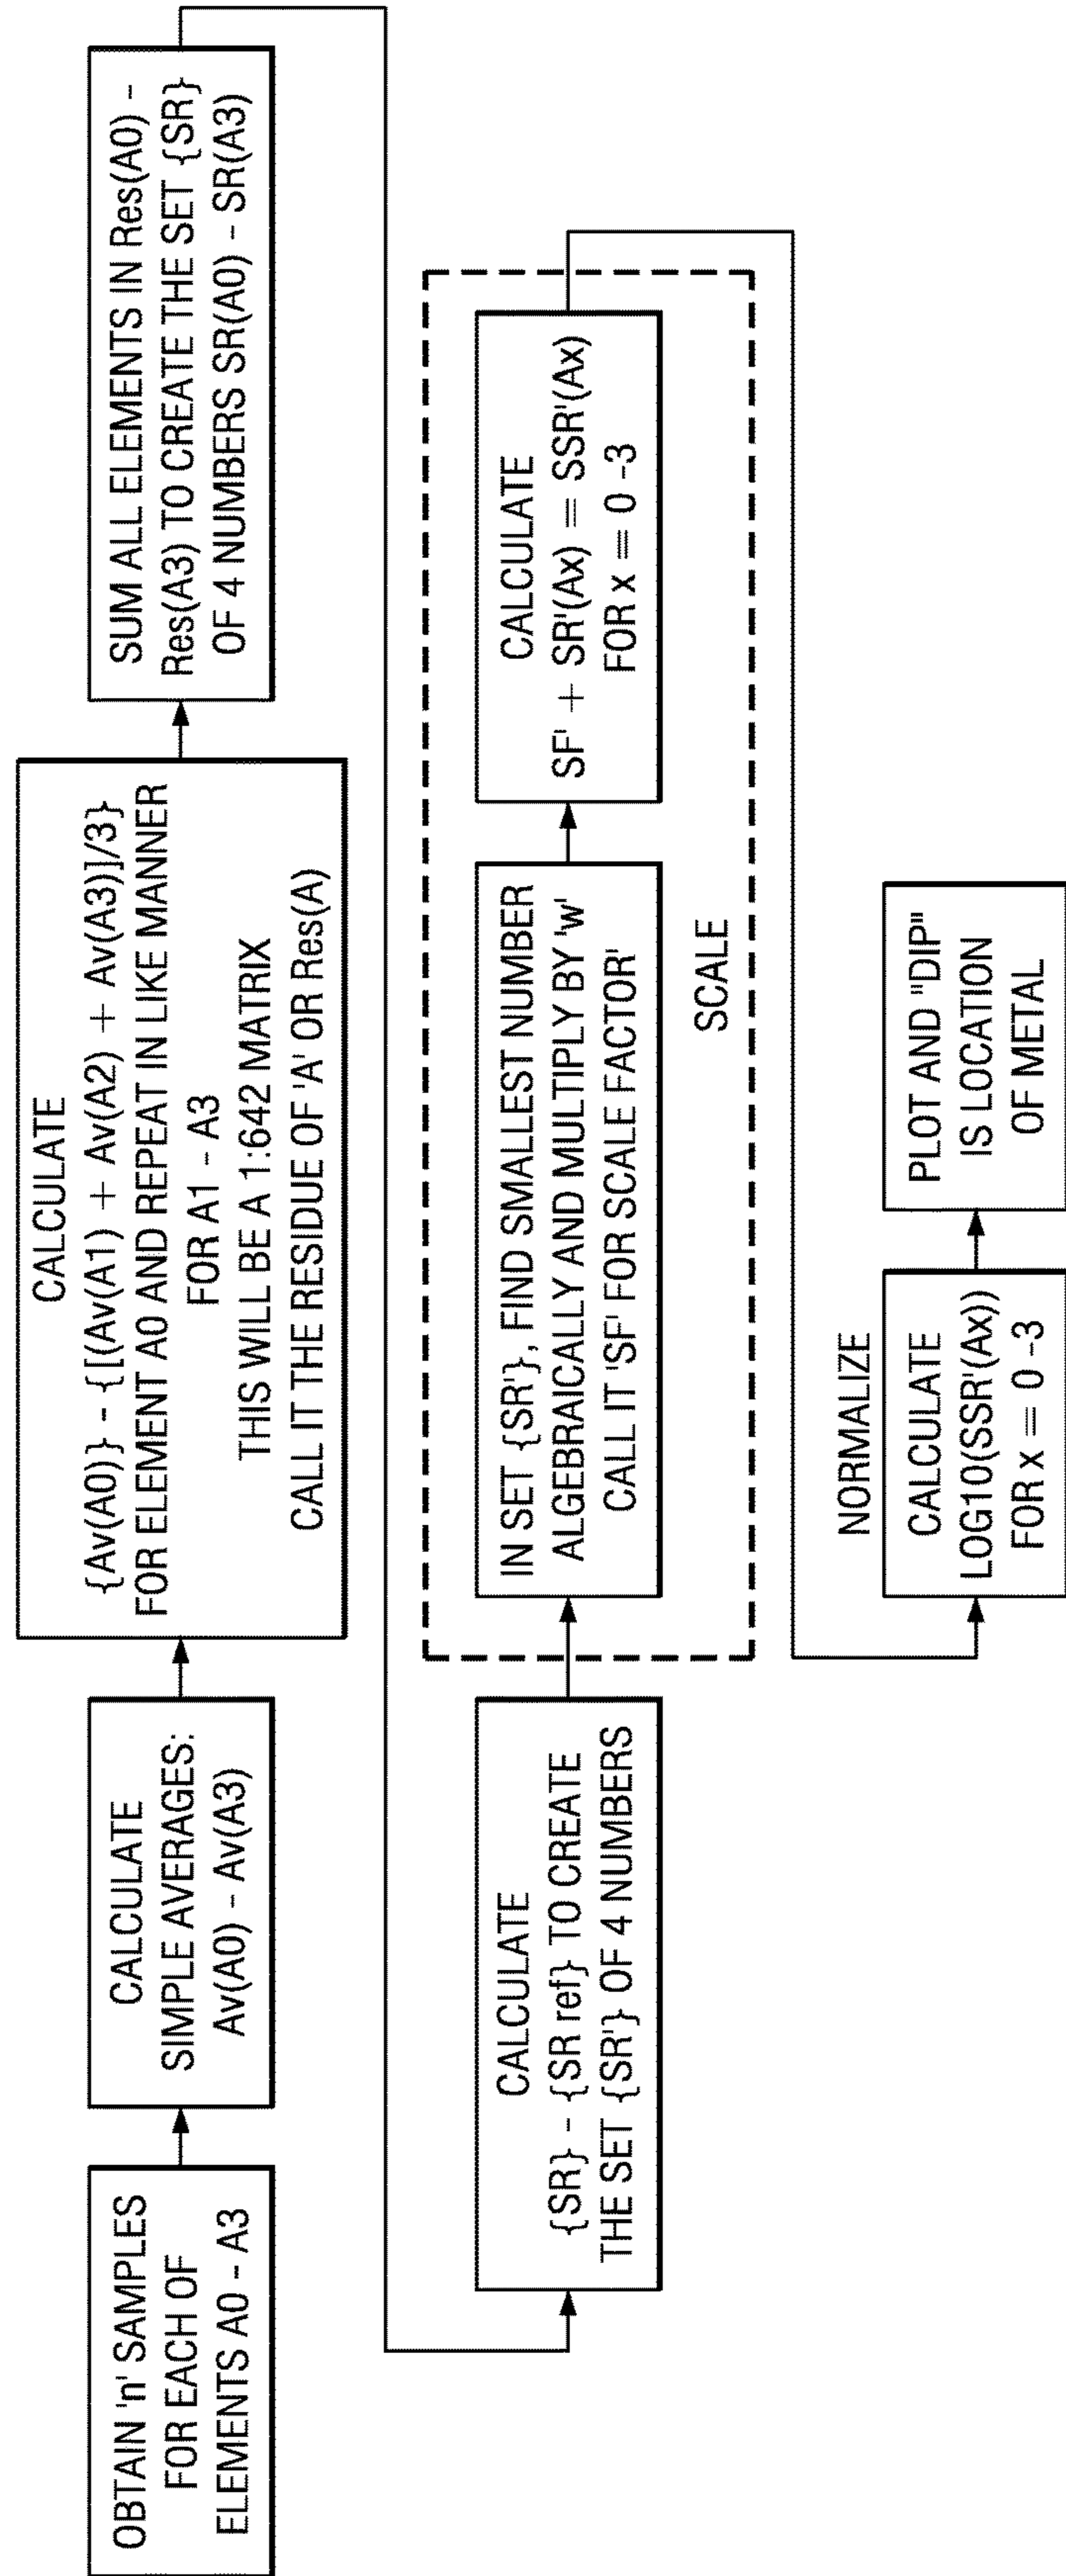 OBTAIN 'n' SAMPLES
FOR EACH OF
ELEMENTS A0 - A3
CALCULATE
SIMPLE AVERAGES:
Av(A0) - Av(A3)
CALCULATE
{Av(A0)} - {[(Av(A1) + Av(A2) + Av(A3)]/3}
FOR ELEMENT A0 AND REPEAT IN LIKE MANNER
FOR A1 - A3
THIS WILL BE A 1:642 MATRIX
CALL IT THE RESIDUE OF 'A' OR Res(A)
SUM ALL ELEMENTS IN Res(A0) -
Res(A3) TO CREATE THE SET {SR}
OF 4 NUMBERS SR(A0) - SR(A3)
CALCULATE
{SR} - {SR ref} TO CREATE
THE SET {SR'} OF 4 NUMBERS
IN SET {SR'}, FIND SMALLEST NUMBER
ALGEBRAICALLY AND MULTIPLY BY 'w'
CALL IT 'SF' FOR SCALE FACTOR'
CALCULATE
SF' + SR'(Ax) = SSR'(Ax)
FOR x = 0 -3
SCALE
NORMALIZE
CALCULATE
LOG10(SSR'(Ax))
FOR x = 0 -3
PLOT AND "DIP"
IS LOCATION
OF METAL